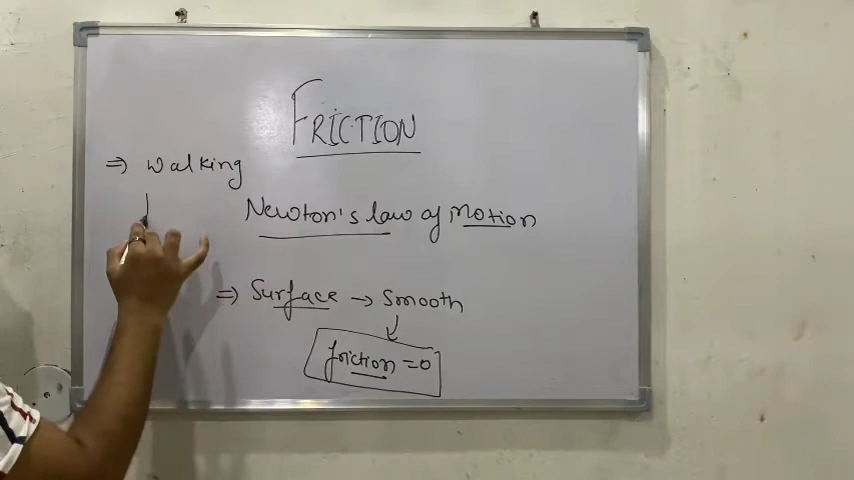 FRICTION
⇒ Walking
Newton's law of Motion
⇒ Surface → Smooth
friction = 0